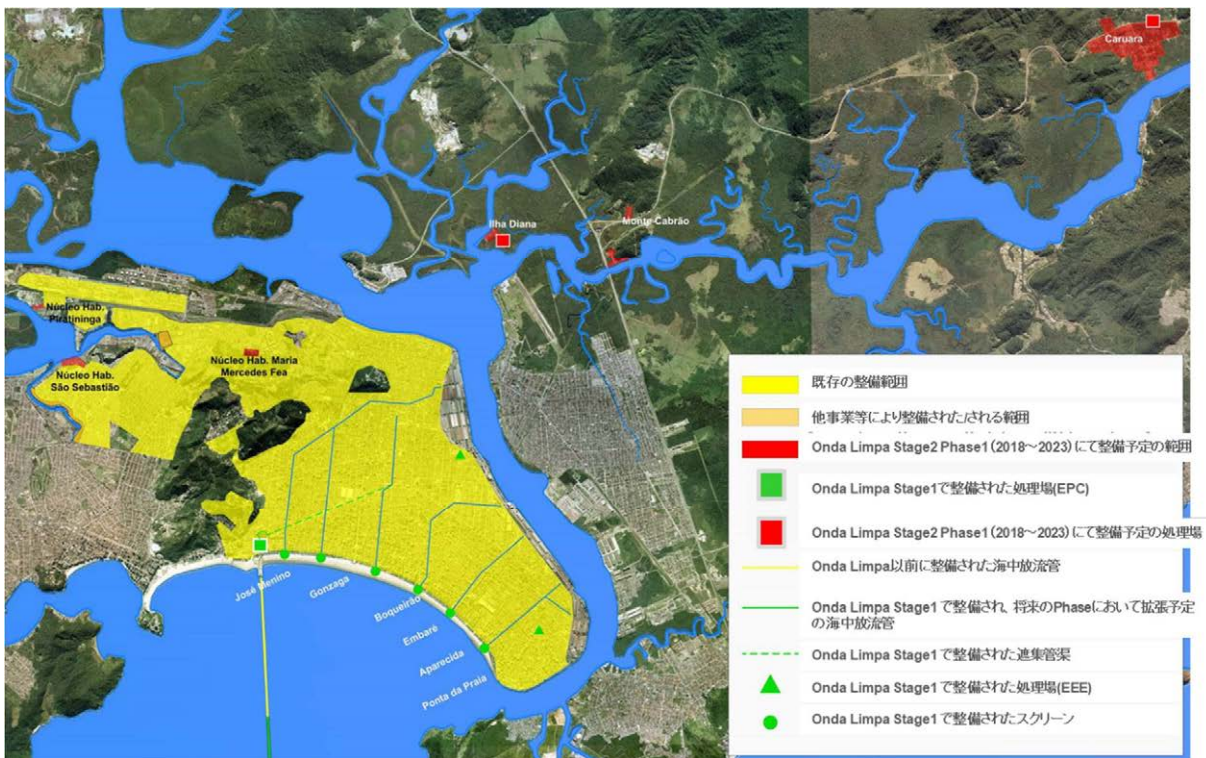 Caruara
Ilha Diana
Monte Cabrão
Núcleo Hab.
Piratininga
Núcleo Hab.
São Sebastião
Núcleo Hab. Maria
Mercedes Fea
José Menino
Gonzaga
Boqueirão
Embaré
Aparecida
Ponta da Praia
既存の整備範囲
他事業等により整備された/される範囲
Onda Limpa Stage2 Phase1（2018～2023）にて整備予定の範囲
Onda Limpa Stage1で整備された処理場(EPC)
Onda Limpa Stage2 Phase1（2018～2023）にて整備予定の処理場
Onda Limpa以前に整備された海中放流管
Onda Limpa Stage1で整備され、将来のPhaseにおいて拡張予定
の海中放流管
Onda Limpa Stage1で整備された遮集管渠
Onda Limpa Stage1で整備された処理場(EEE)
Onda Limpa Stage1で整備されたスクリーン